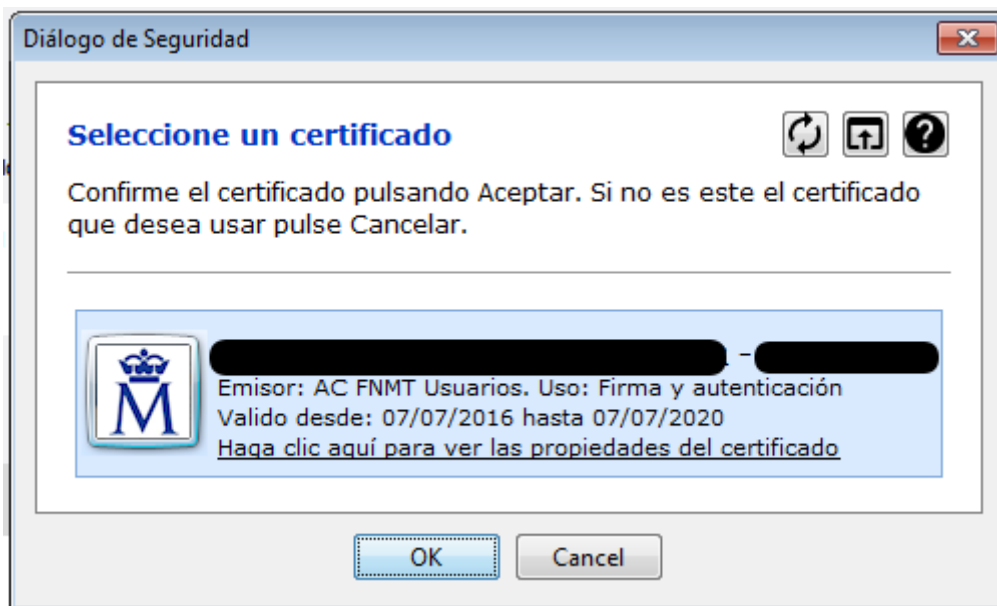 Diálogo de Seguridad
Seleccione un certificado
Confirme el certificado pulsando Aceptar. Si no es este el certificado
que desea usar pulse Cancelar.
-
Emisor: AC FNMT Usuarios. Uso: Firma y autenticación
Valido desde: 07/07/2016 hasta 07/07/2020
Haga clic aquí para ver las propiedades del certificado
OK
Cancel